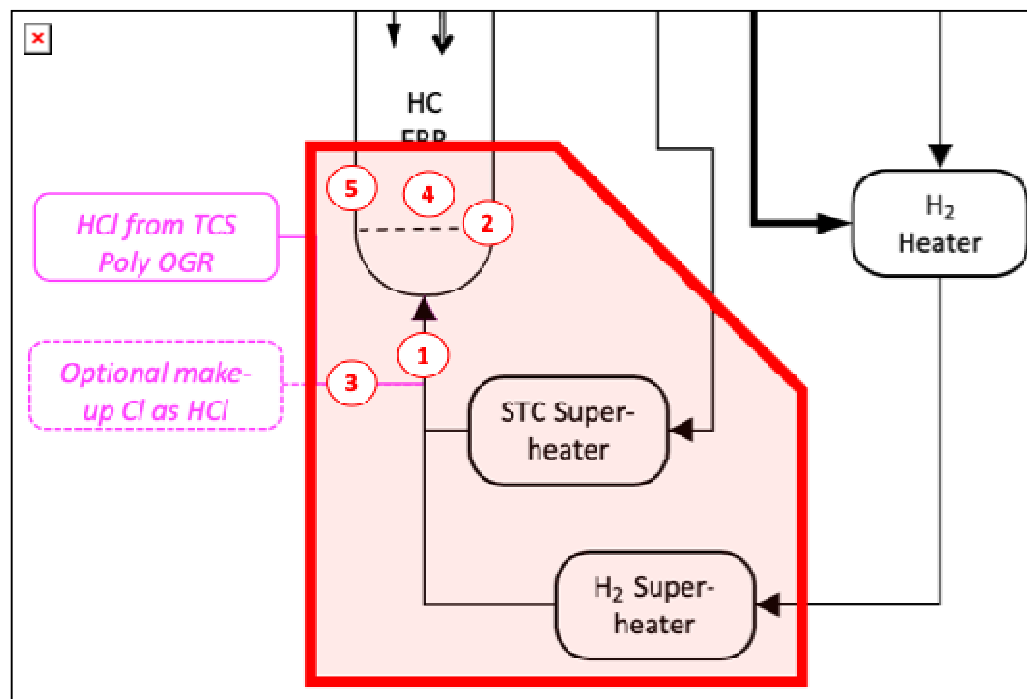 HC
FBR
5
4
2
HCl from TCS
Poly OGR
H2
Heater
1
3
Optional make-
up Cl as HCl
STC Super-
heater
H2 Super-
heater